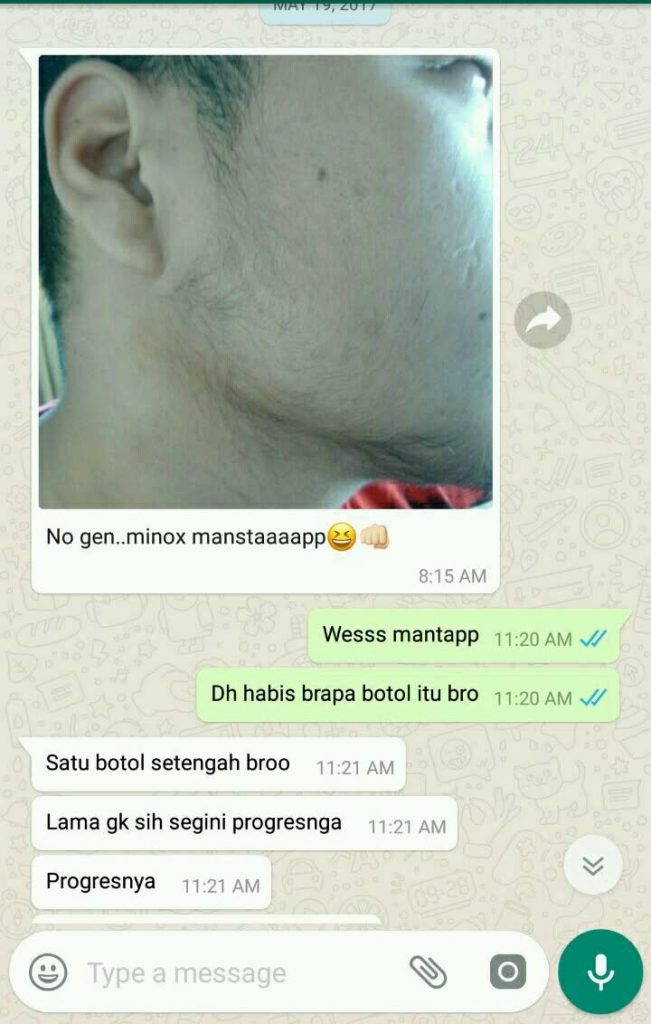 MAY 19, 2017
No gen..minox manstaaaapp😆👊🏻
8:15 AM
Wesss mantapp 11:20 AM
Dh habis brapa botol itu bro 11:20 AM
Satu botol setengah broo 11:21 AM
Lama gk sih segini progresnga 11:21 AM
Progresnya 11:21 AM
Type a message